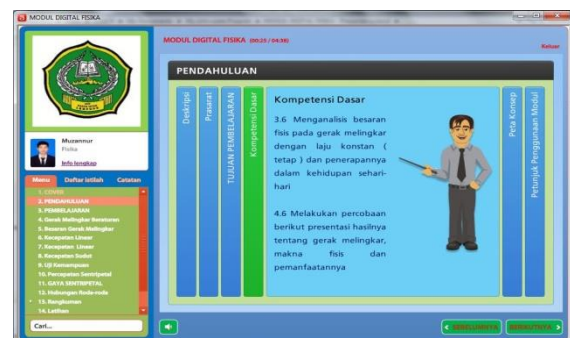 MODUL DIGITAL FISIKA
MODUL DIGITAL FISIKA (00:25 / 04:36)
Keluar
Muzannur
Fisika
Info lengkap
Menu Daftar istilah Catatan
1. COVER
2. PENDAHULUAN
3. PEMBELAJARAN
4. Gerak Melingkar Beraturan
5. Besaran Gerak Melingkar
6. Kecepatan Linear
7. Kecepatan Linear
8. Kecepatan Sudut
9. Uji Kemampuan
10. Percepatan Sentripetal
11. GAYA SENTRIPETAL
12. Hubungan Roda-roda
13. Rangkuman
14. Latihan
Cari...
PENDAHULUAN
Deskripsi
Prasarat
TUJUAN PEMBELAJARAN
Kompetensi Dasar
Kompetensi Dasar
3.6 Menganalisis besaran
fisis pada gerak melingkar
dengan laju konstan (
tetap ) dan penerapannya
dalam kehidupan sehari-
hari
4.6 Melakukan percobaan
berikut presentasi hasilnya
tentang gerak melingkar,
makna fisis dan
pemanfaatannya
Peta Konsep
Petunjuk Penggunaan Modul
SEBELUMNYA
BERIKUTNYA